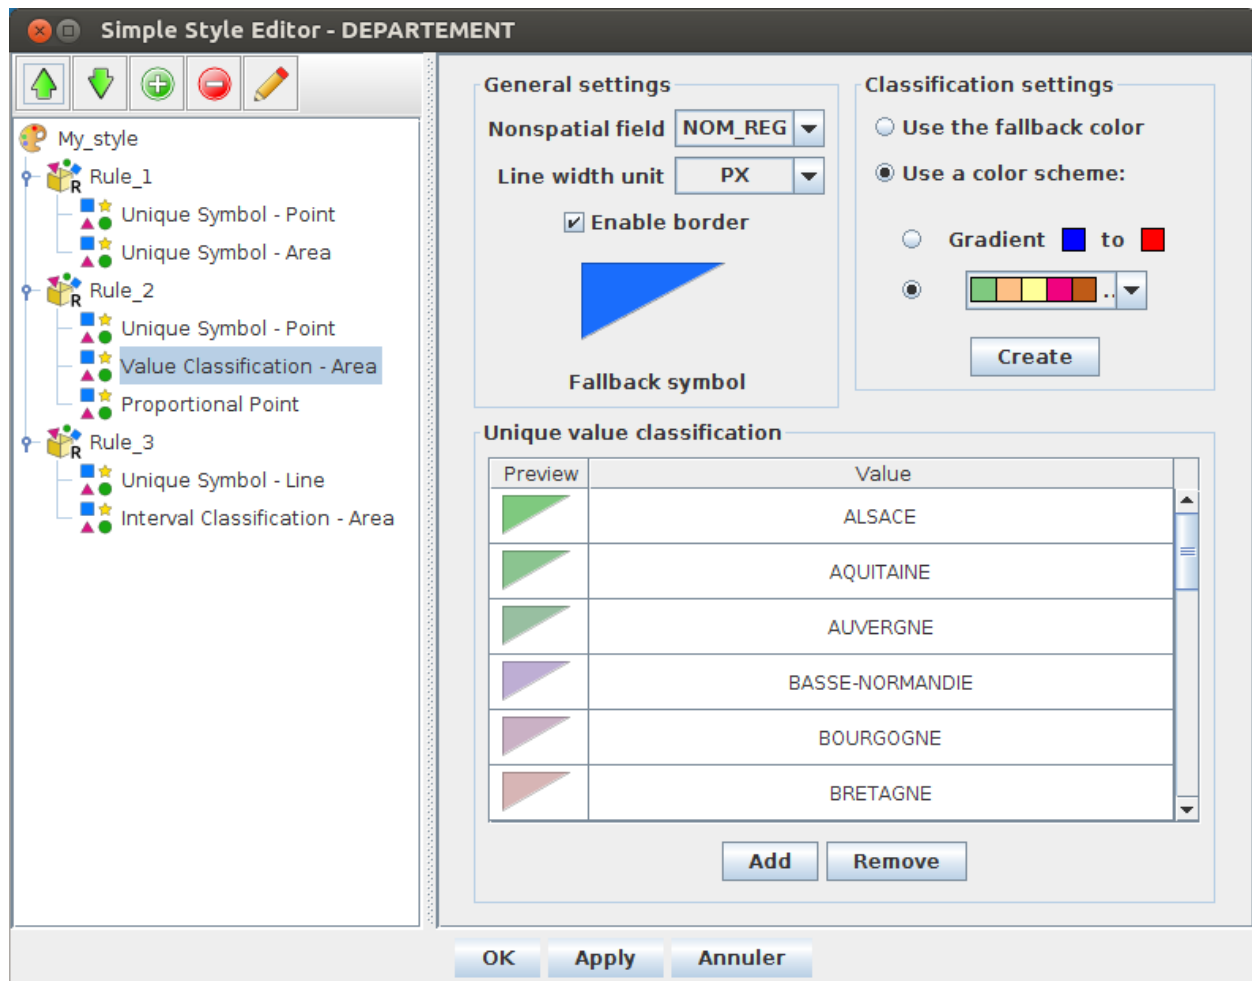 Simple Style Editor - DEPARTEMENT
My_style
Rule_1
Unique Symbol - Point
Unique Symbol - Area
Rule_2
Unique Symbol - Point
Value Classification - Area
Proportional Point
Rule_3
Unique Symbol - Line
Interval Classification - Area
General settings
Nonspatial field NOM_REG
Line width unit PX
Enable border
Fallback symbol
Classification settings
Use the fallback color
Use a color scheme:
Gradient to
..
Create
Unique value classification
Preview Value
ALSACE
AQUITAINE
AUVERGNE
BASSE-NORMANDIE
BOURGOGNE
BRETAGNE
Add Remove
OK Apply Annuler